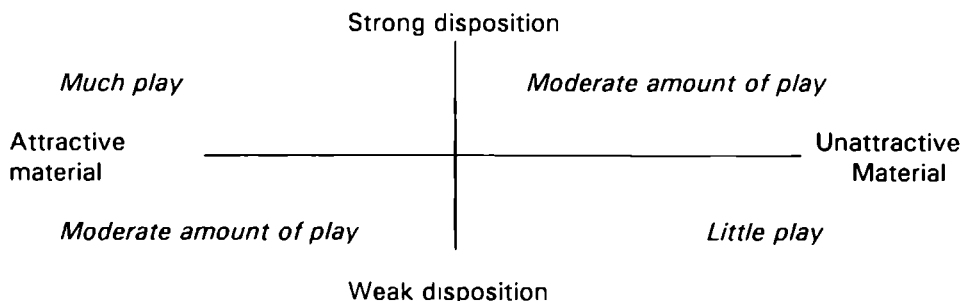 Strong disposition
Much play
Moderate amount of play
Attractive
material
Unattractive
Material
Moderate amount of play
Little play
Weak disposition